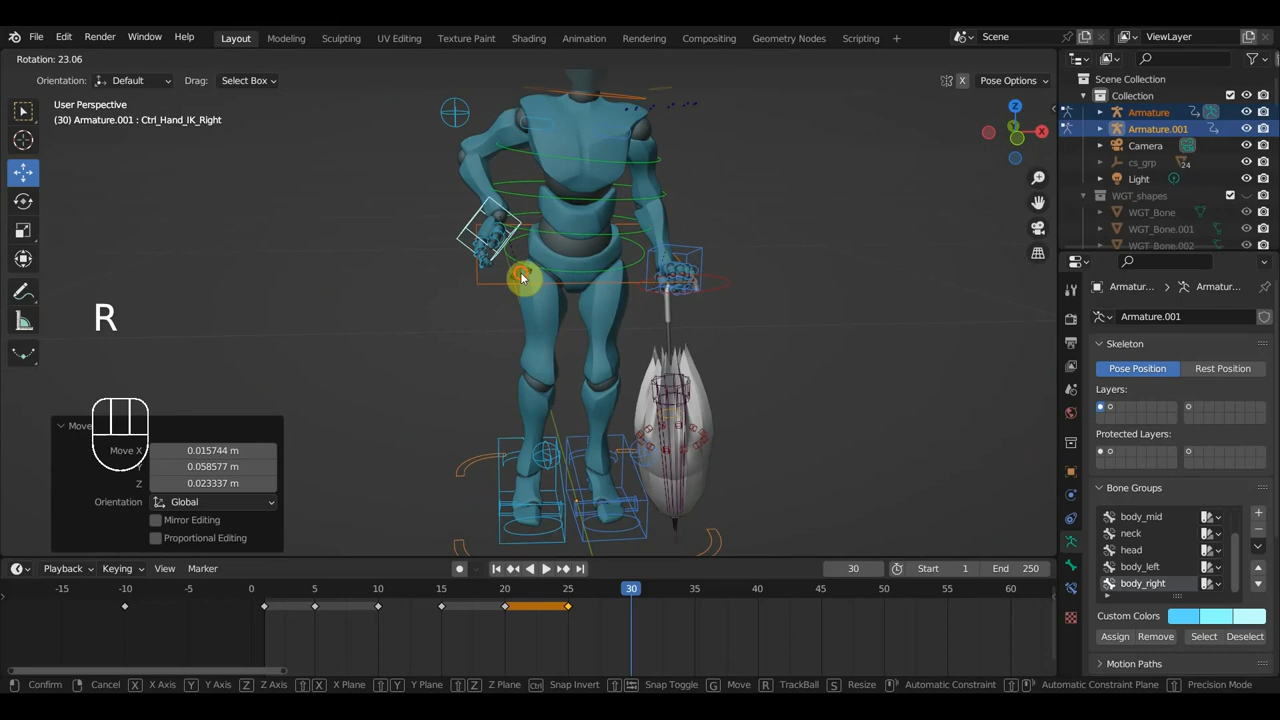 File Edit Render Window Help Layout Modeling Sculpting UV Editing Texture Paint Shading Animation Rendering Compositing Geometry Nodes Scripting + Scene ViewLayer
Rotation: 23.06
Orientation: Default Drag: Select Box X Pose Options
User Perspective
(30) Armature.001 : Ctrl_Hand_IK_Right
Z
X
Y
R
Move
Move X 0.015744 m
Y 0.058577 m
Z 0.023337 m
Orientation Global
Mirror Editing
Proportional Editing
Scene Collection
Collection
Armature
Armature.001
Camera
cs_grp 24
Light
WGT_shapes
WGT_Bone
WGT_Bone.001
WGT_Bone.002
Armatur... Armatur...
Armature.001
Skeleton
Pose Position Rest Position
Layers:
Protected Layers:
Bone Groups
body_mid
neck
head
body_left
body_right
Custom Colors
Assign Remove Select Deselect
Motion Paths
Playback Keying View Marker 30 Start 1 End 250
-15 -10 -5 0 5 10 15 20 25 30 35 40 45 50 55 60
Confirm Cancel X X Axis Y Y Axis Z Z Axis X X Plane Y Y Plane Z Z Plane Ctrl Snap Invert Snap Toggle G Move R TrackBall S Resize Automatic Constraint Automatic Constraint Plane Precision Mode